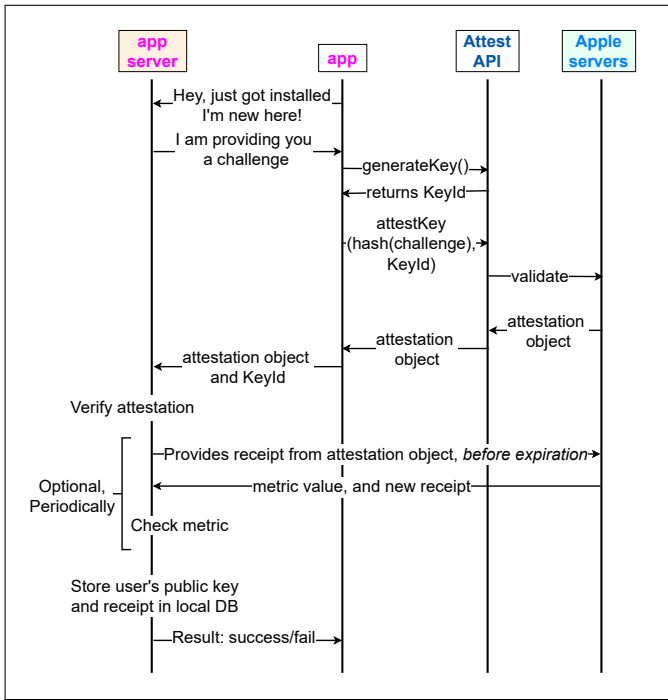 app
server
app
Attest
API
Apple
servers
Hey, just got installed
I'm new here!
I am providing you
a challenge
generateKey()
returns KeyId
attestKey
(hash(challenge),
KeyId)
validate
attestation
object
attestation
object
attestation object
and KeyId
Verify attestation
Provides receipt from attestation object, before expiration
Optional,
Periodically
metric value, and new receipt
Check metric
Store user's public key
and receipt in local DB
Result: success/fail